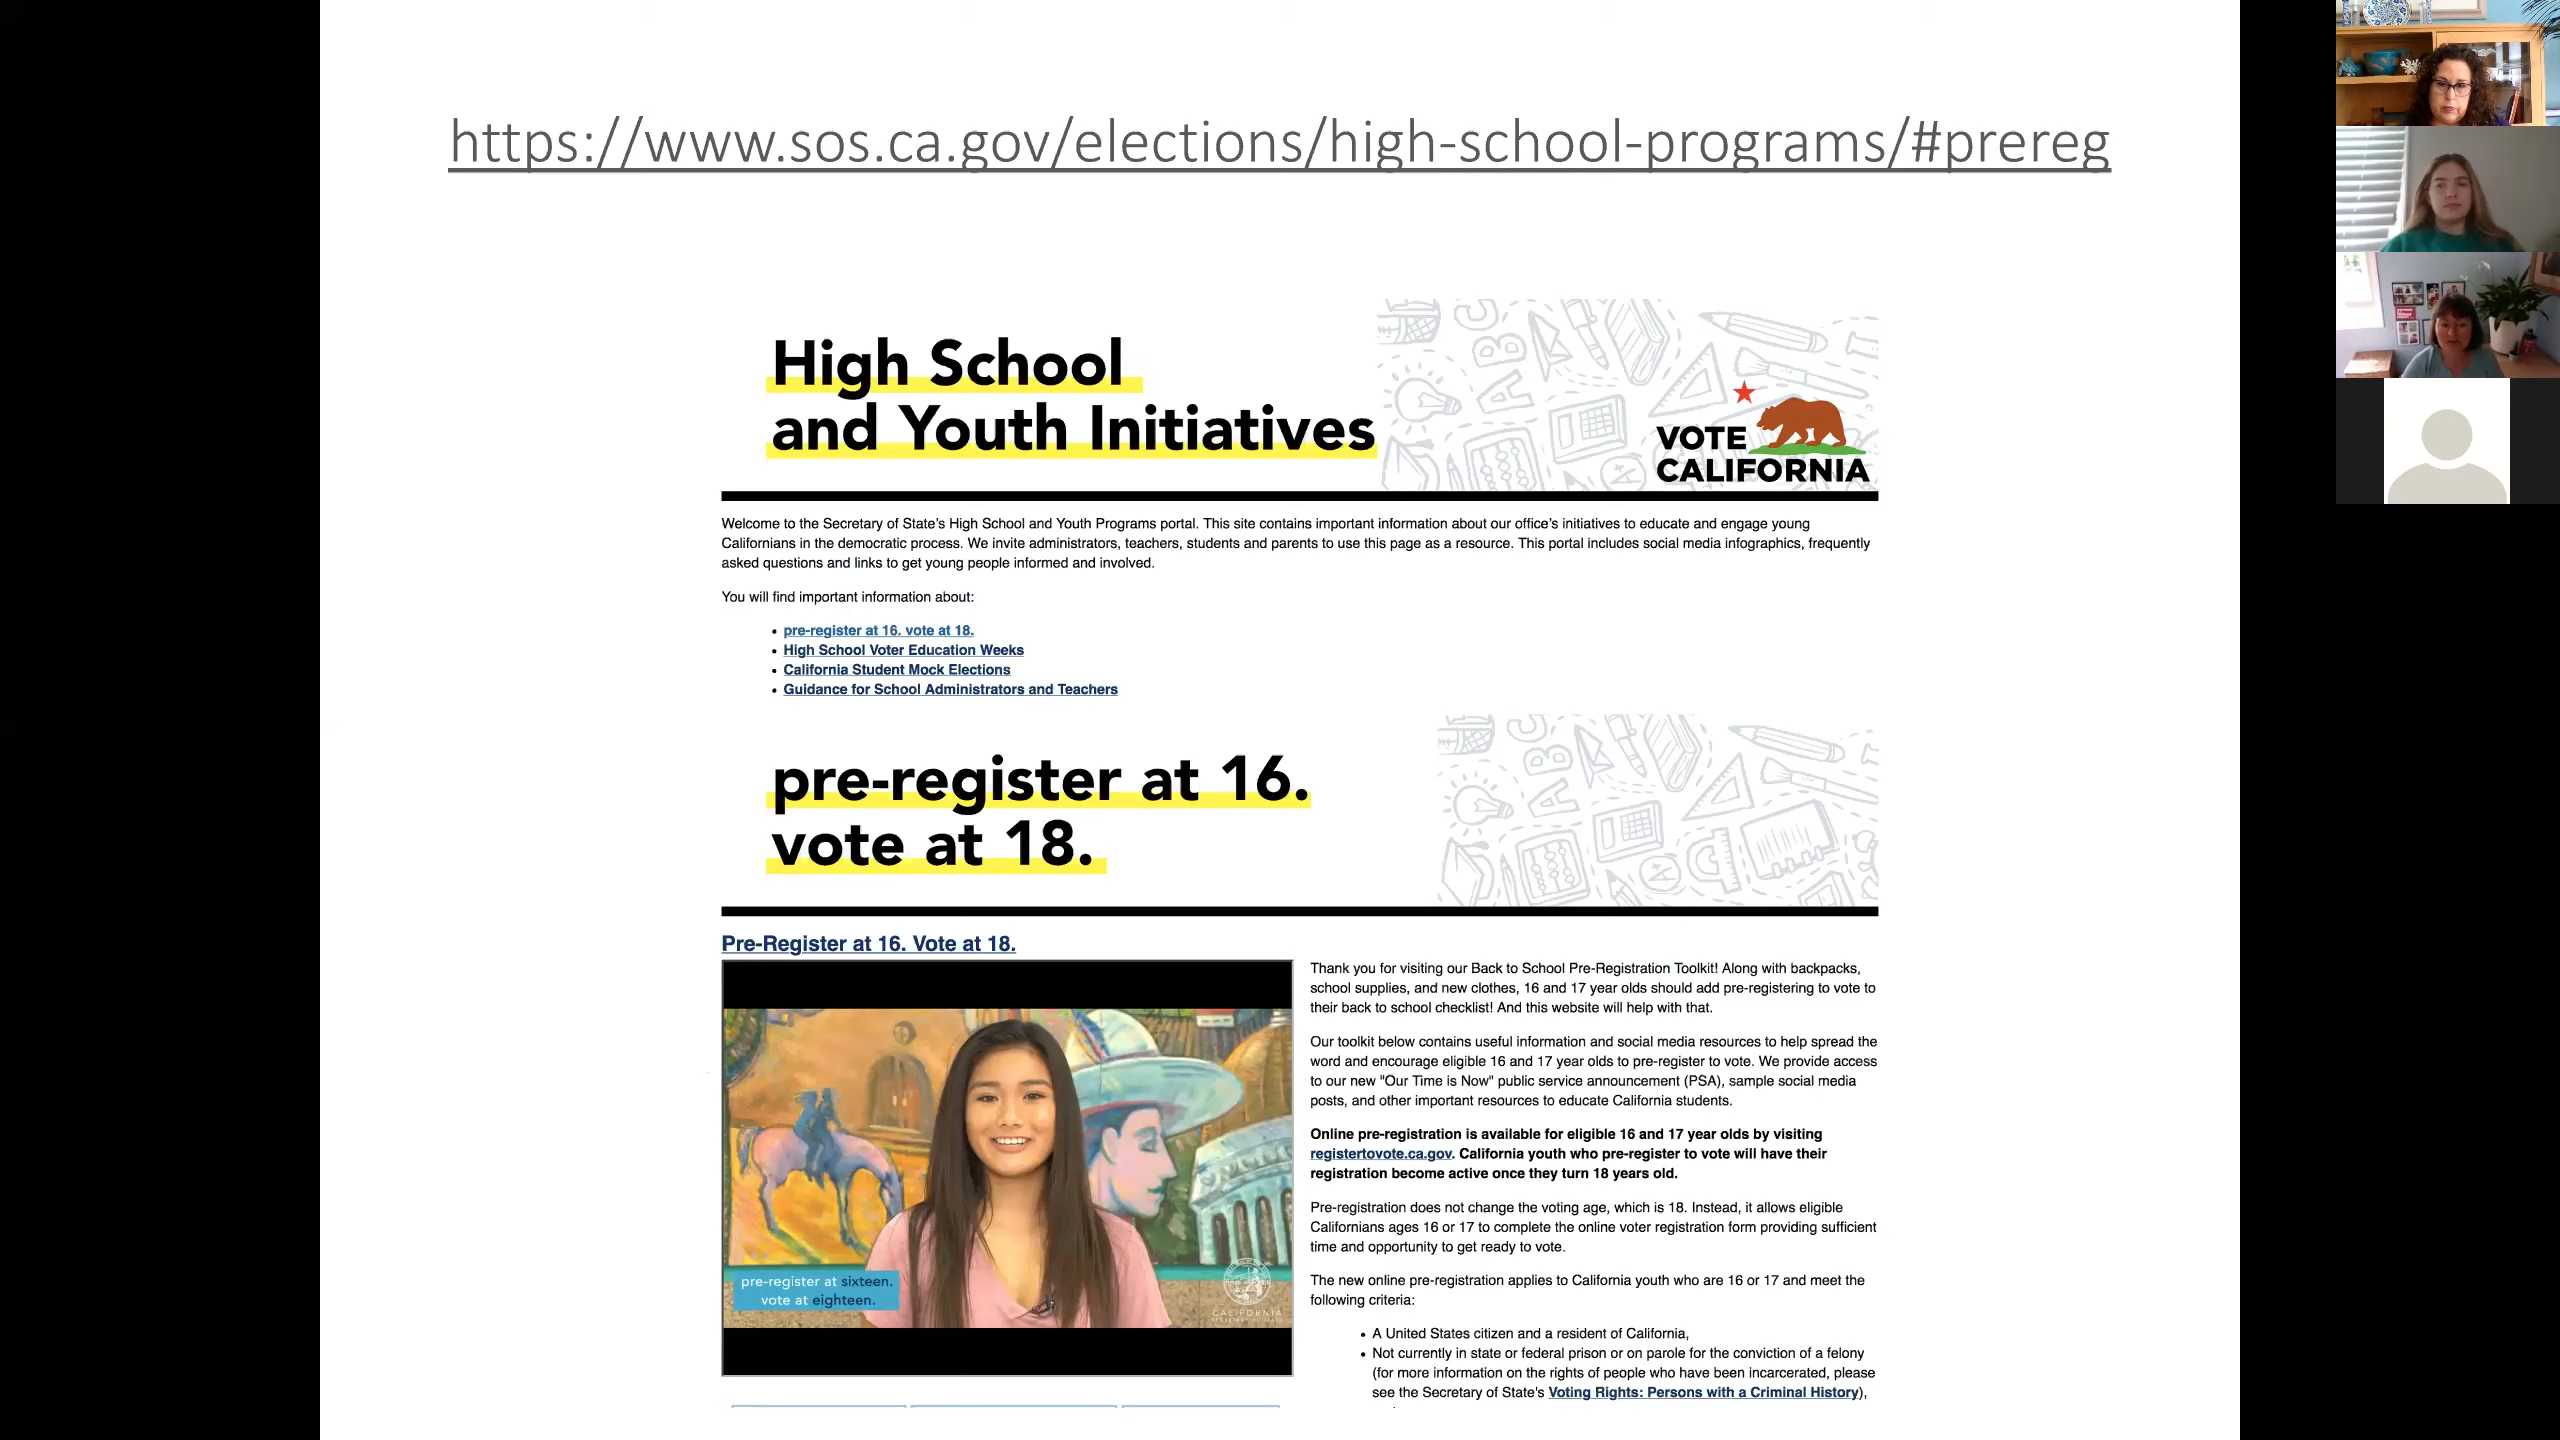 https://www.sos.ca.gov/elections/high-school-programs/#prereg
High School
and Youth Initiatives
VOTE
CALIFORNIA
Welcome to the Secretary of State's High School and Youth Programs portal. This site contains important information about our office's initiatives to educate and engage young
Californians in the democratic process. We invite administrators, teachers, students and parents to use this page as a resource. This portal includes social media infographics, frequently
asked questions and links to get young people informed and involved.
You will find important information about:
• pre-register at 16. vote at 18.
• High School Voter Education Weeks
• California Student Mock Elections
• Guidance for School Administrators and Teachers
pre-register at 16.
vote at 18.
Pre-Register at 16. Vote at 18.
pre-register at sixteen.
vote at eighteen.
CALIFORNIA
Thank you for visiting our Back to School Pre-Registration Toolkit! Along with backpacks,
school supplies, and new clothes, 16 and 17 year olds should add pre-registering to vote to
their back to school checklist! And this website will help with that.
Our toolkit below contains useful information and social media resources to help spread the
word and encourage eligible 16 and 17 year olds to pre-register to vote. We provide access
to our new "Our Time is Now" public service announcement (PSA), sample social media
posts, and other important resources to educate California students.
Online pre-registration is available for eligible 16 and 17 year olds by visiting
registertovote.ca.gov. California youth who pre-register to vote will have their
registration become active once they turn 18 years old.
Pre-registration does not change the voting age, which is 18. Instead, it allows eligible
Californians ages 16 or 17 to complete the online voter registration form providing sufficient
time and opportunity to get ready to vote.
The new online pre-registration applies to California youth who are 16 or 17 and meet the
following criteria:
• A United States citizen and a resident of California,
• Not currently in state or federal prison or on parole for the conviction of a felony
(for more information on the rights of people who have been incarcerated, please
see the Secretary of State's Voting Rights: Persons with a Criminal History),